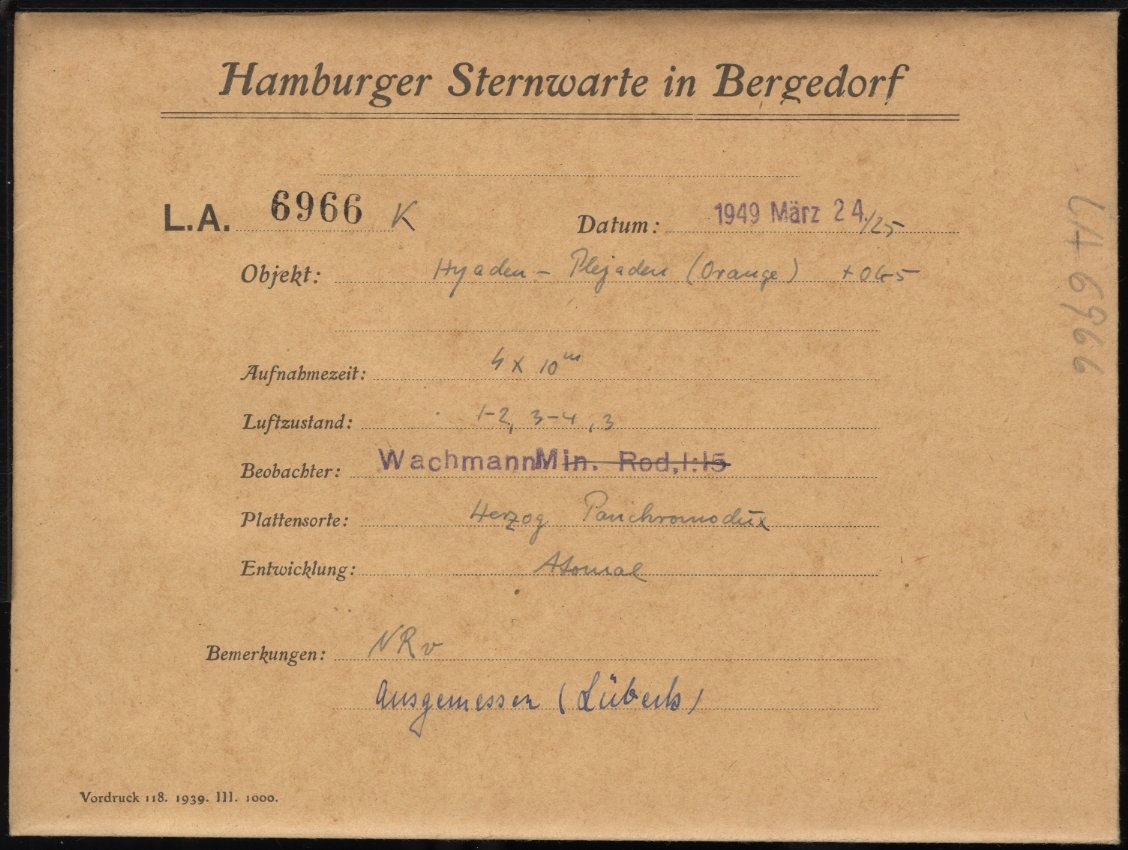 Hamburger Sternwarte in Bergedorf
L.A. 6966 K
Datum: 1949 März 24./25
Objekt: Hyaden – Plejaden (Orange) + OG5
Aufnahmezeit: 4 x 10m
Luftzustand: 1-2, 3-4, 3
Beobachter: Wachmann Min. Rod, 1:15
Plattensorte: Herzog Panchromodux
Entwicklung: Atomal
Bemerkungen: NRv
Ausgemessen (Lübeck)
Vordruck 118. 1939. III. 1000.
LA 6966